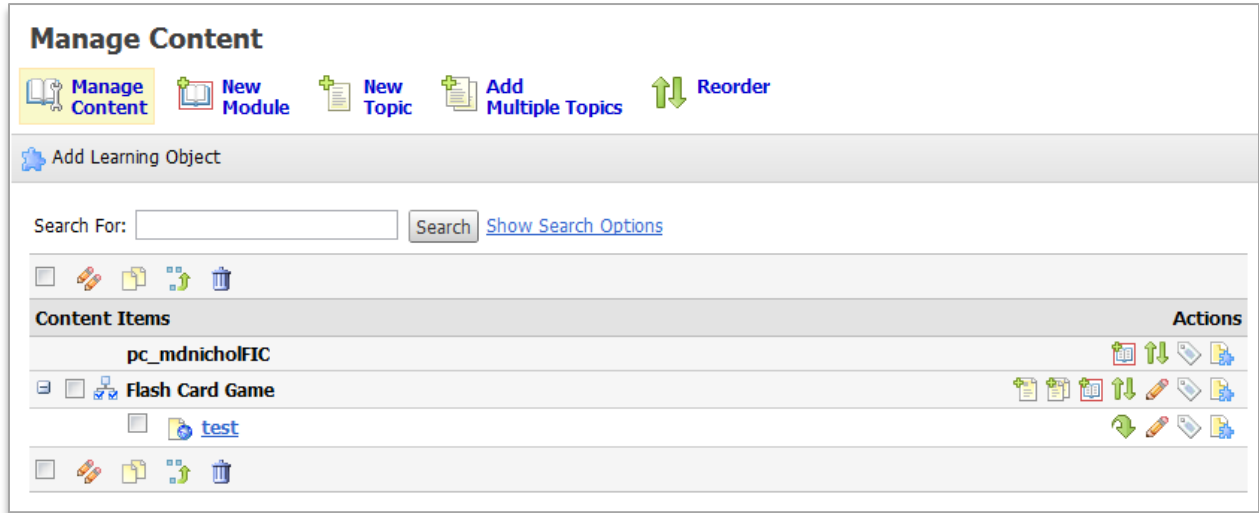 Manage Content
Manage Content
New Module
New Topic
Add Multiple Topics
Reorder
Add Learning Object
Search For: Search Show Search Options
Content Items Actions
pc_mdnicholFIC
Flash Card Game
test